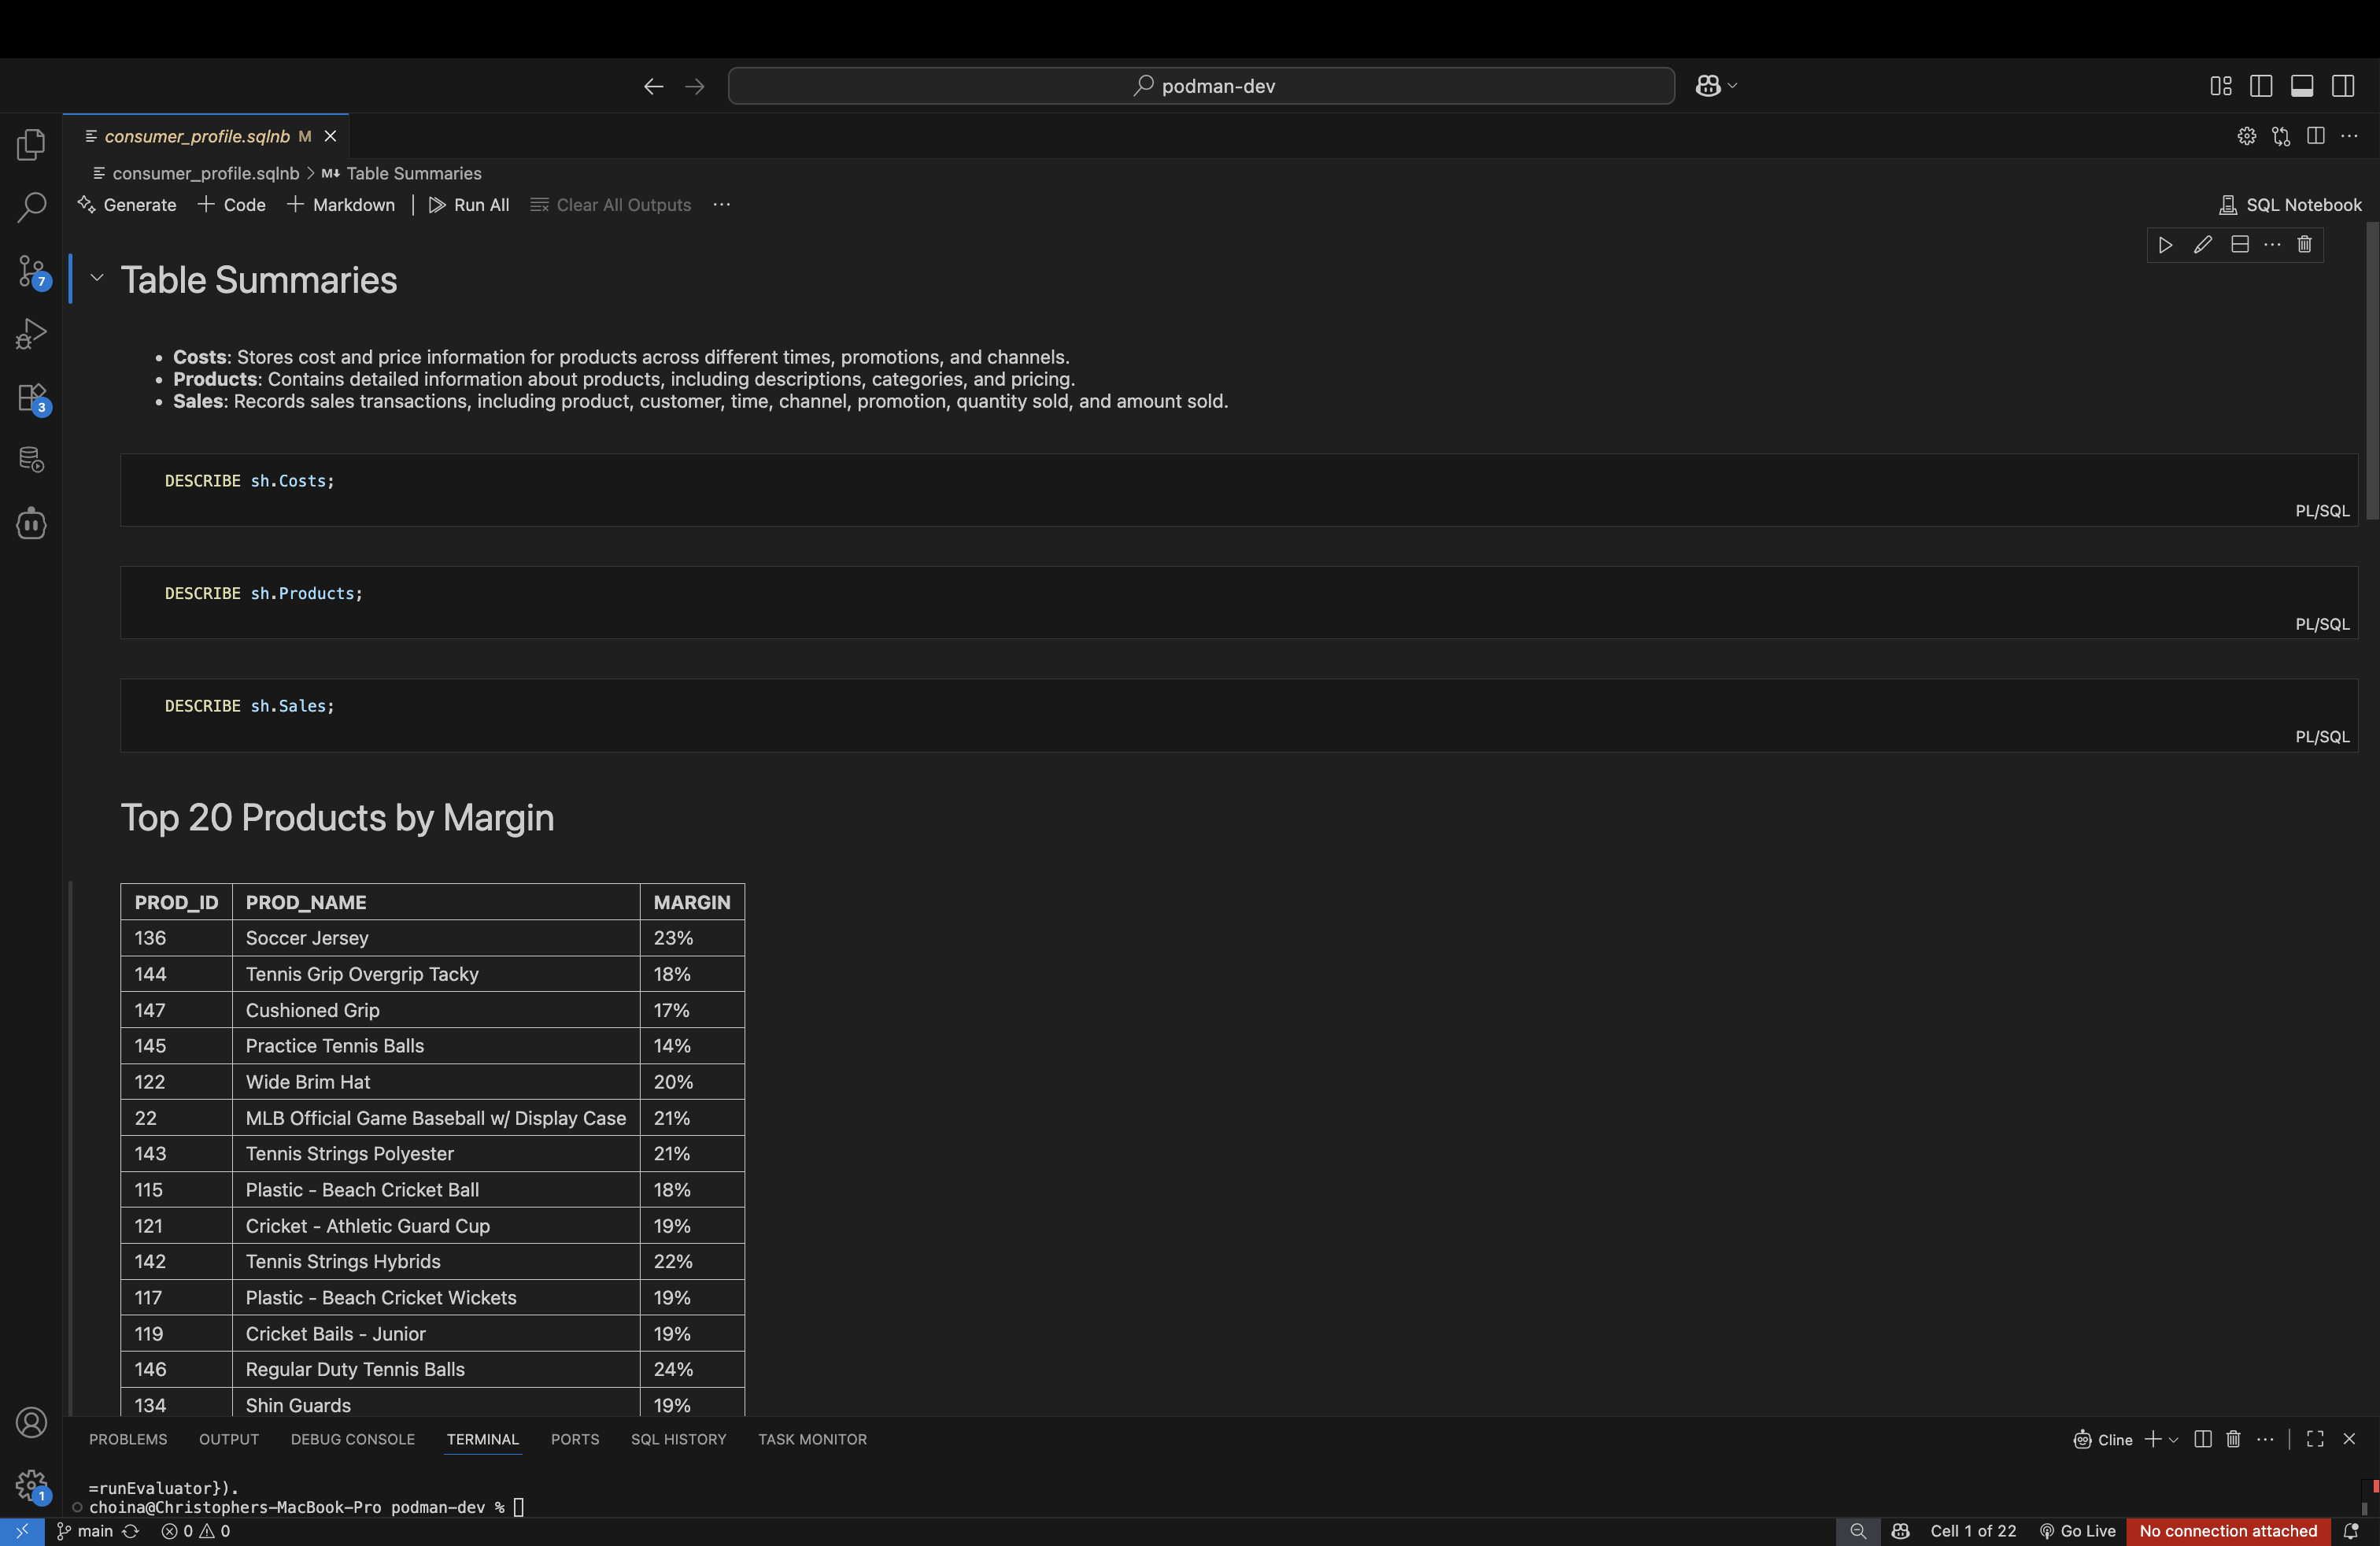 podman-dev
consumer_profile.sqlnb M
consumer_profile.sqlnb > M↓ Table Summaries
Generate + Code + Markdown | Run All Clear All Outputs ... SQL Notebook
Table Summaries
• Costs: Stores cost and price information for products across different times, promotions, and channels.
• Products: Contains detailed information about products, including descriptions, categories, and pricing.
• Sales: Records sales transactions, including product, customer, time, channel, promotion, quantity sold, and amount sold.
7
3
DESCRIBE sh.Costs;
PL/SQL
DESCRIBE sh.Products;
PL/SQL
DESCRIBE sh.Sales;
PL/SQL
Top 20 Products by Margin
PROD_ID PROD_NAME MARGIN
136 Soccer Jersey 23%
144 Tennis Grip Overgrip Tacky 18%
147 Cushioned Grip 17%
145 Practice Tennis Balls 14%
122 Wide Brim Hat 20%
22 MLB Official Game Baseball w/ Display Case 21%
143 Tennis Strings Polyester 21%
115 Plastic - Beach Cricket Ball 18%
121 Cricket - Athletic Guard Cup 19%
142 Tennis Strings Hybrids 22%
117 Plastic - Beach Cricket Wickets 19%
119 Cricket Bails - Junior 19%
146 Regular Duty Tennis Balls 24%
134 Shin Guards 19%
PROBLEMS OUTPUT DEBUG CONSOLE TERMINAL PORTS SQL HISTORY TASK MONITOR Cline
=runEvaluator}).
choina@Christophers-MacBook-Pro podman-dev %
1
main 0 0 Cell 1 of 22 Go Live No connection attached